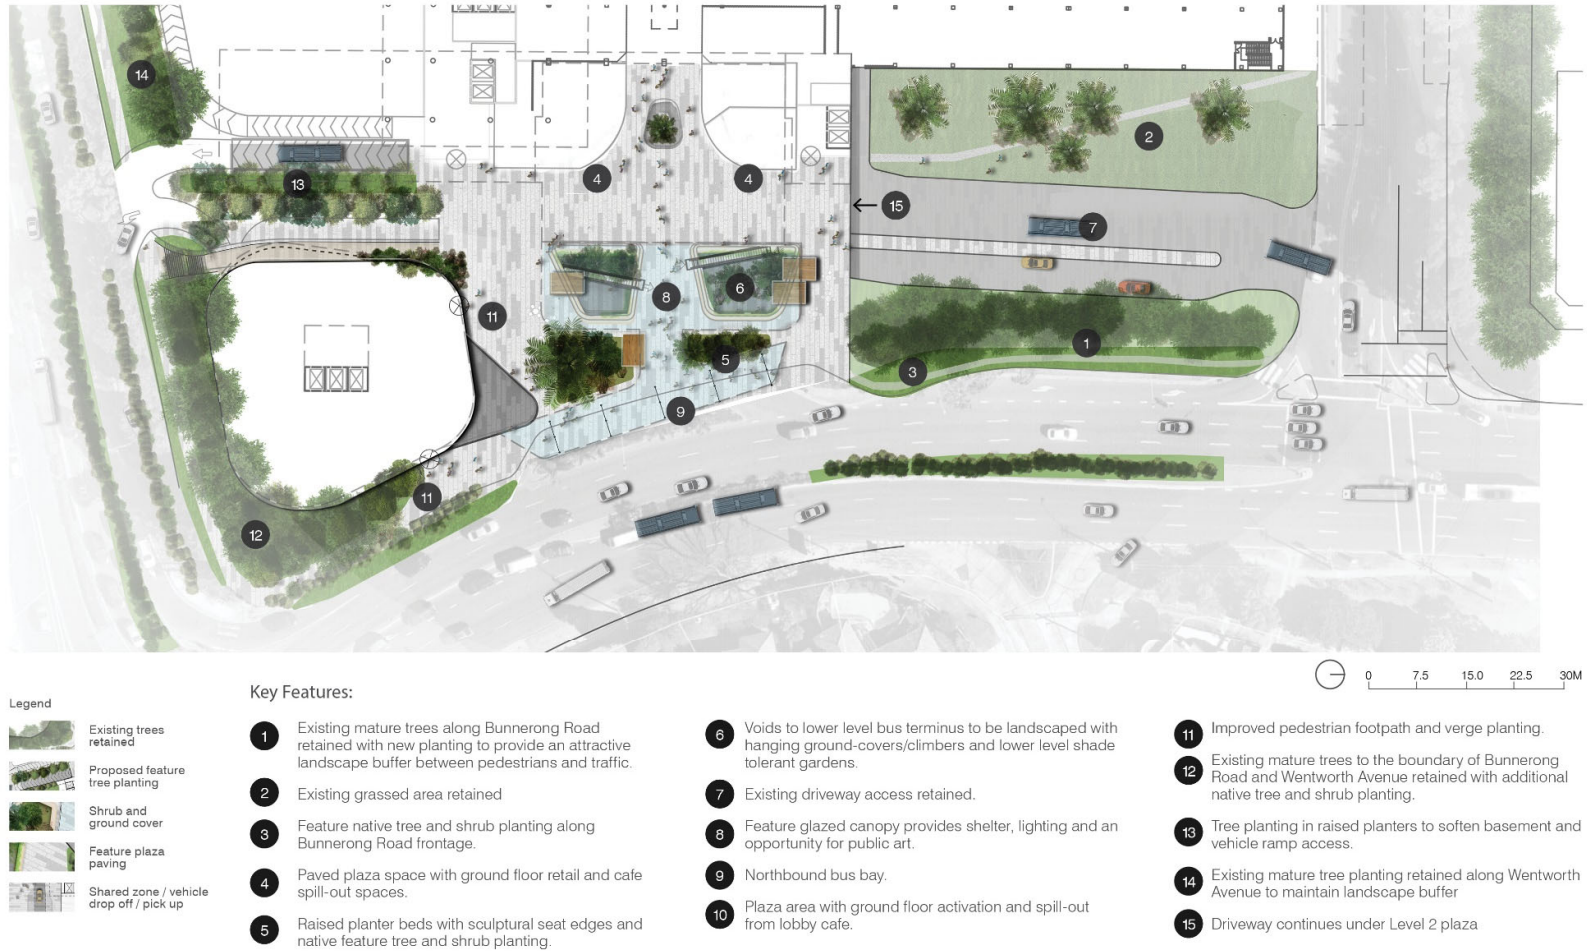 14
2
13
4
4
15
7
8
6
11
1
5
3
9
11
12
0 7.5 15.0 22.5 30M
Legend
Existing trees
retained
Proposed feature
tree planting
Shrub and
ground cover
Feature plaza
paving
Shared zone / vehicle
drop off / pick up
Key Features:
1 Existing mature trees along Bunnerong Road
retained with new planting to provide an attractive
landscape buffer between pedestrians and traffic.
2 Existing grassed area retained
3 Feature native tree and shrub planting along
Bunnerong Road frontage.
4 Paved plaza space with ground floor retail and cafe
spill-out spaces.
5 Raised planter beds with sculptural seat edges and
native feature tree and shrub planting.
6 Voids to lower level bus terminus to be landscaped with
hanging ground-covers/climbers and lower level shade
tolerant gardens.
7 Existing driveway access retained.
8 Feature glazed canopy provides shelter, lighting and an
opportunity for public art.
9 Northbound bus bay.
10 Plaza area with ground floor activation and spill-out
from lobby cafe.
11 Improved pedestrian footpath and verge planting.
12 Existing mature trees to the boundary of Bunnerong
Road and Wentworth Avenue retained with additional
native tree and shrub planting.
13 Tree planting in raised planters to soften basement and
vehicle ramp access.
14 Existing mature tree planting retained along Wentworth
Avenue to maintain landscape buffer
15 Driveway continues under Level 2 plaza